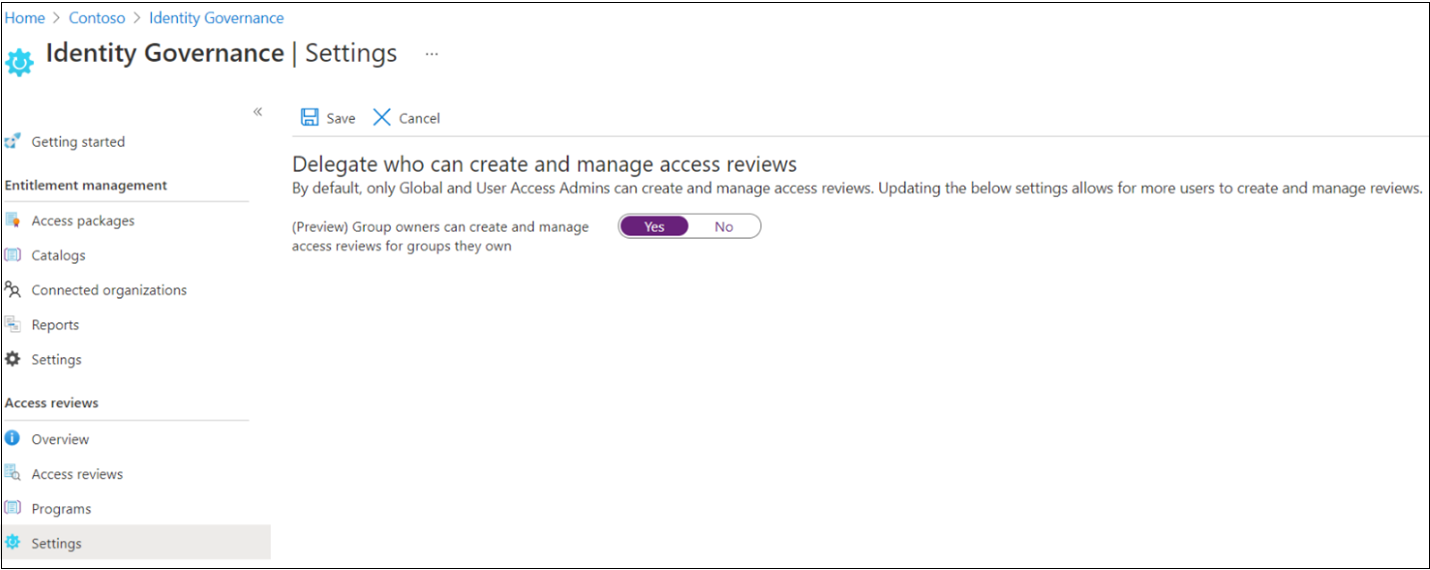 Home > Contoso > Identity Governance
Identity Governance | Settings ...
«
Save Cancel
Getting started
Entitlement management
Access packages
Catalogs
Connected organizations
Reports
Settings
Access reviews
Overview
Access reviews
Programs
Settings
Delegate who can create and manage access reviews
By default, only Global and User Access Admins can create and manage access reviews. Updating the below settings allows for more users to create and manage reviews.
(Preview) Group owners can create and manage
access reviews for groups they own
Yes No